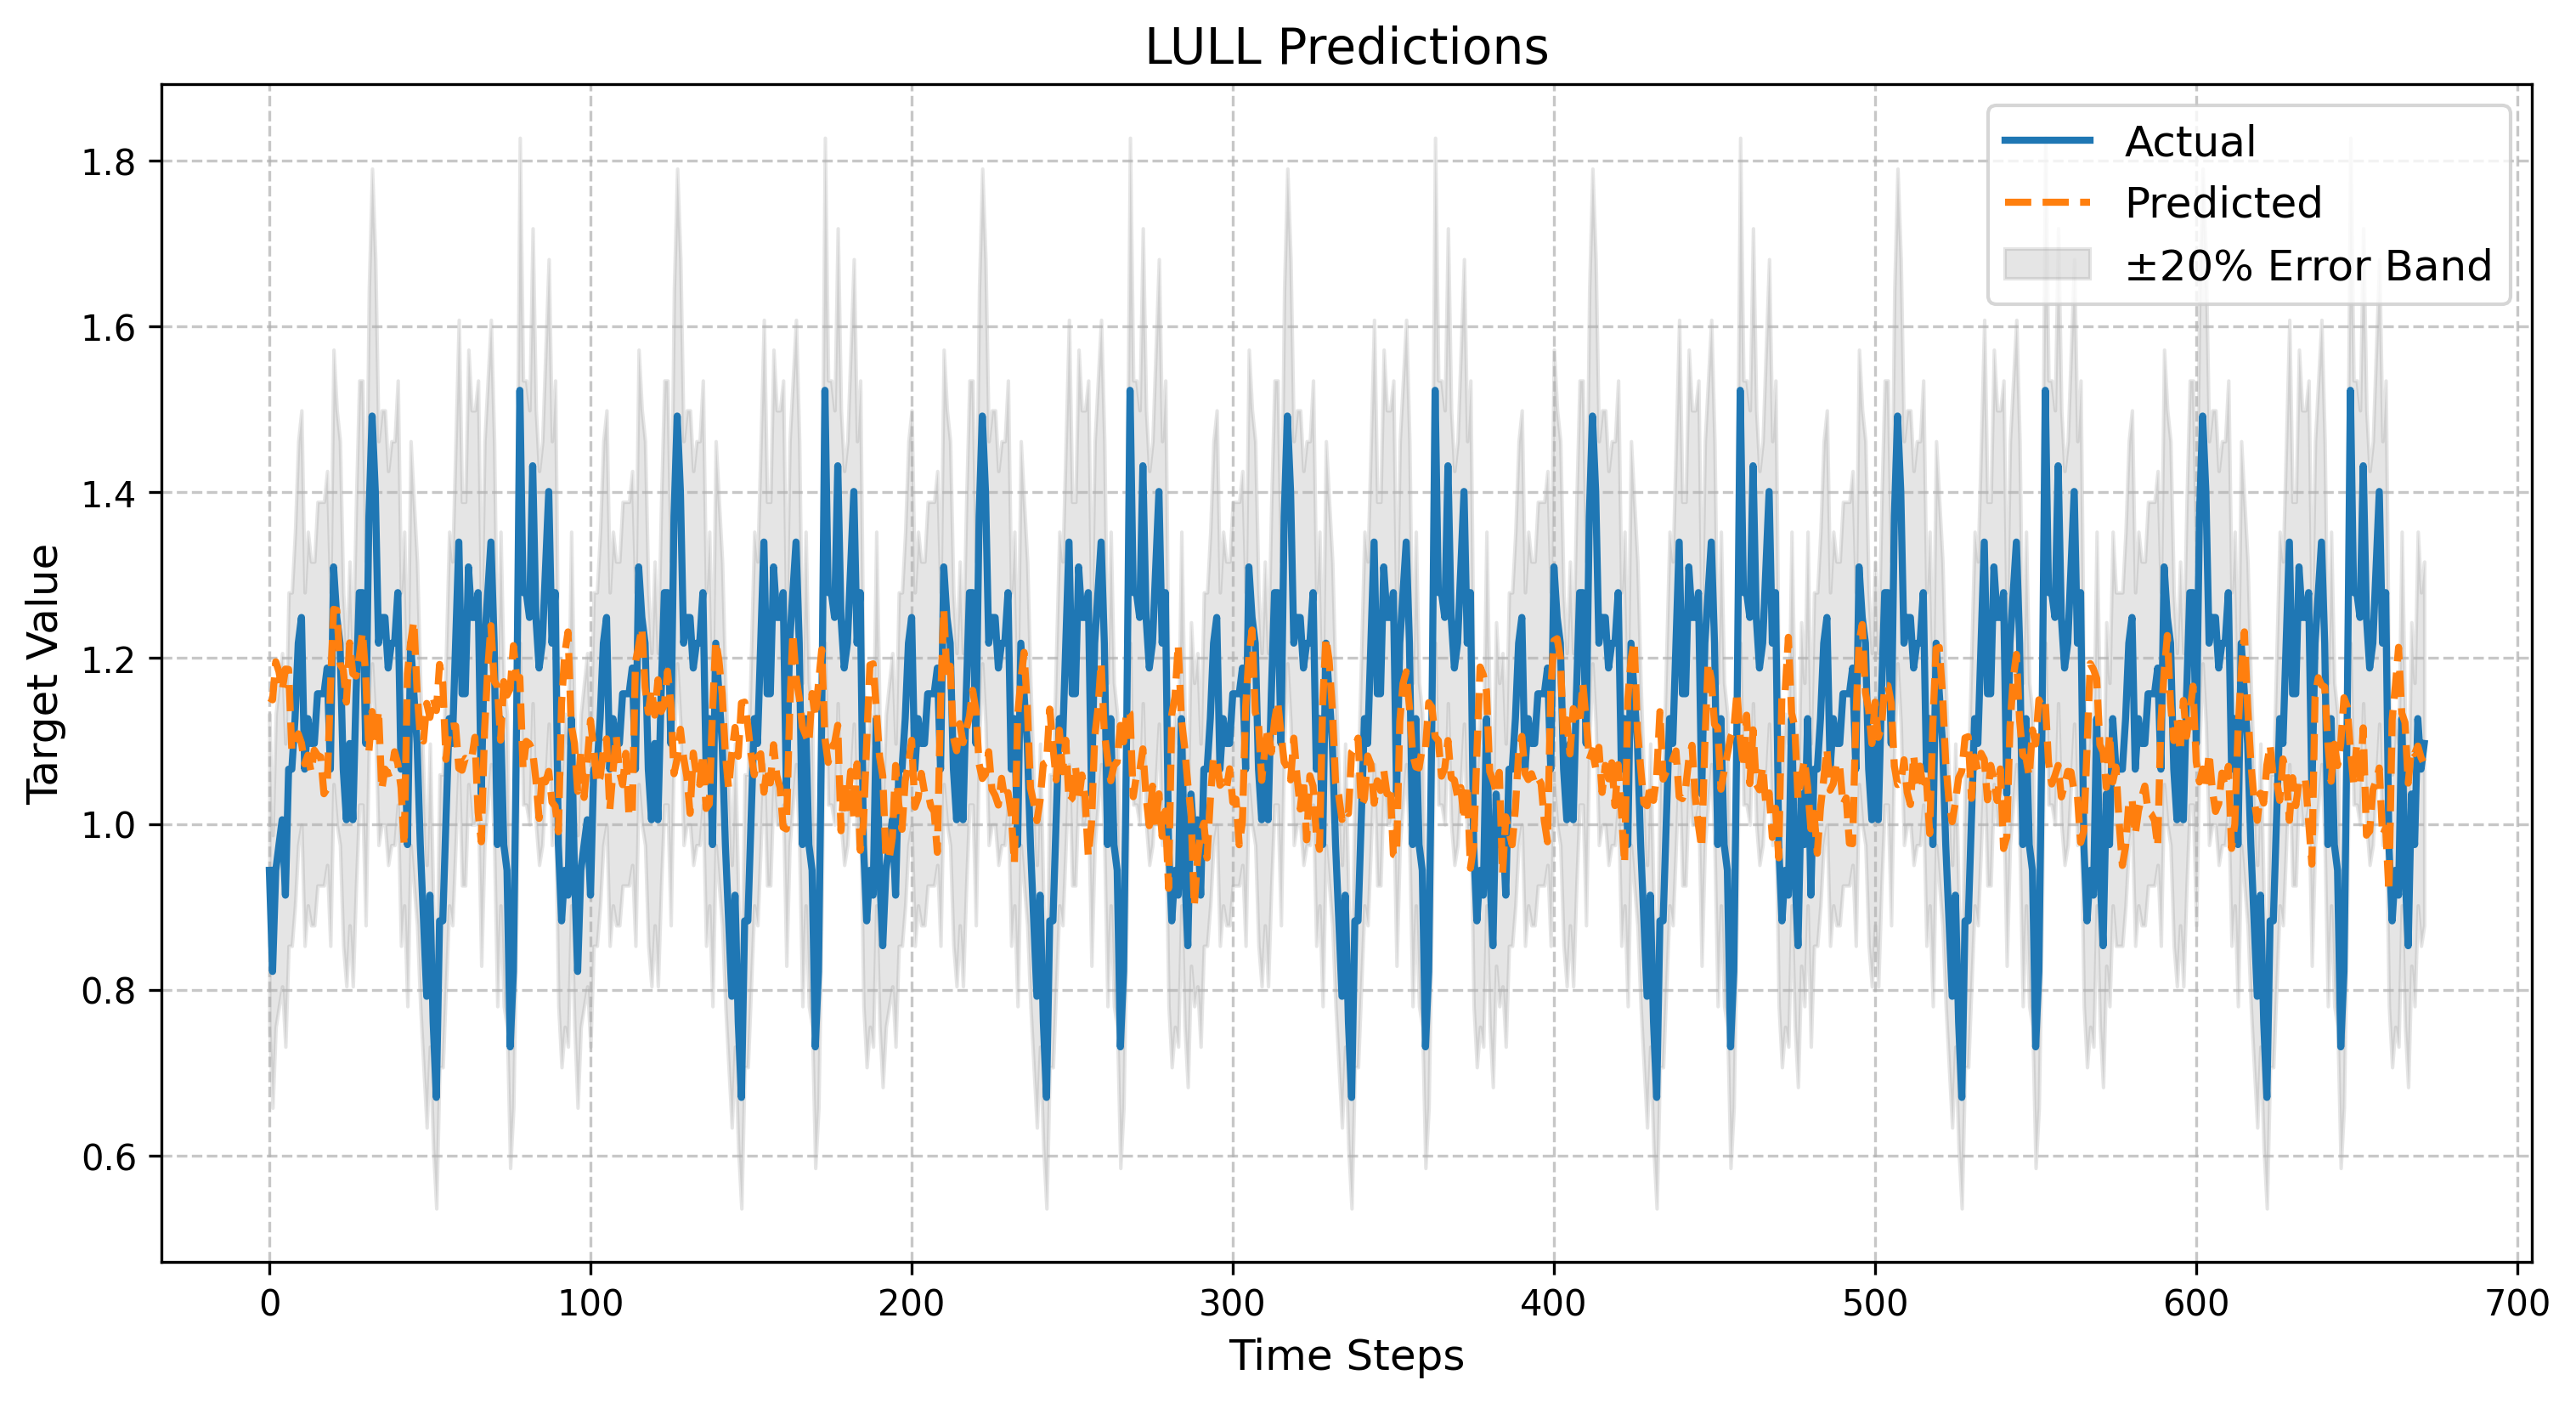 LULL Predictions
Actual
Predicted
±20% Error Band
Target Value
1.8
1.6
1.4
1.2
1.0
0.8
0.6
0 100 200 300 400 500 600 700
Time Steps